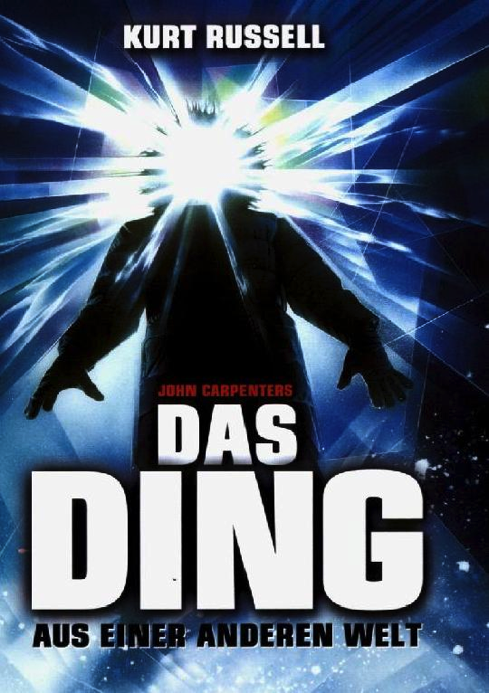 KURT RUSSELL
JOHN CARPENTERS
DAS
DING
AUS EINER ANDEREN WELT